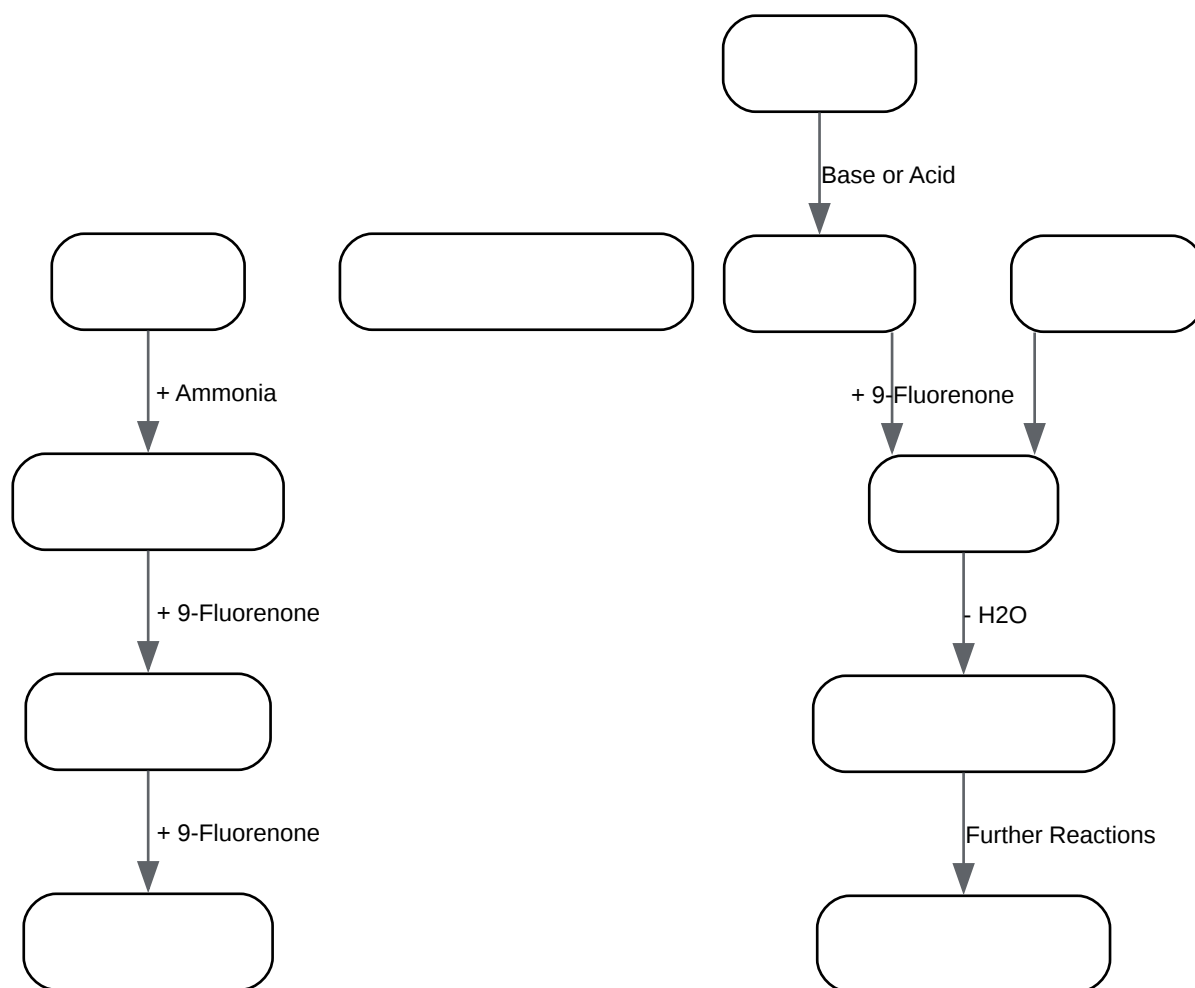 Base or Acid
+ Ammonia
+ 9-Fluorenone
+ 9-Fluorenone
- H2O
+ 9-Fluorenone
Further Reactions